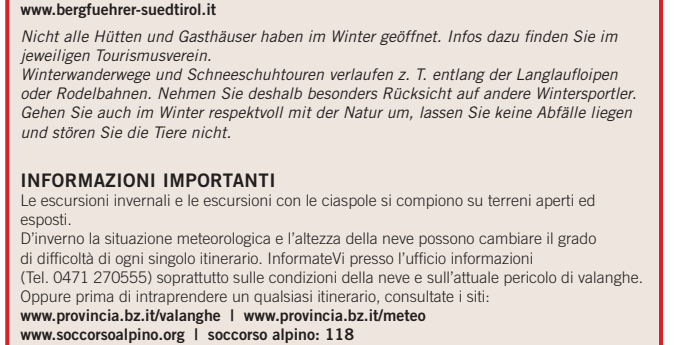 www.bergfuehrer-suedtirol.it
Nicht alle Hütten und Gasthäuser haben im Winter geöffnet. Infos dazu finden Sie im
jeweiligen Tourismusverein.
Winterwanderwege und Schneeschuhtouren verlaufen z. T. entlang der Langlaufloipen
oder Rodelbahnen. Nehmen Sie deshalb besonders Rücksicht auf andere Wintersportler.
Gehen Sie auch im Winter respektvoll mit der Natur um, lassen Sie keine Abfälle liegen
und stören Sie die Tiere nicht.
INFORMAZIONI IMPORTANTI
Le escursioni invernali e le escursioni con le ciaspole si compiono su terreni aperti ed
esposti.
D'inverno la situazione meteorologica e l'altezza della neve possono cambiare il grado
di difficoltà di ogni singolo itinerario. InformateVi presso l'ufficio informazioni
(Tel. 0471 270555) soprattutto sulle condizioni della neve e sull'attuale pericolo di valanghe.
Oppure prima di intraprendere un qualsiasi itinerario, consultate i siti:
www.provincia.bz.it/valanghe | www.provincia.bz.it/meteo
www.soccorsoalpino.org | soccorso alpino: 118